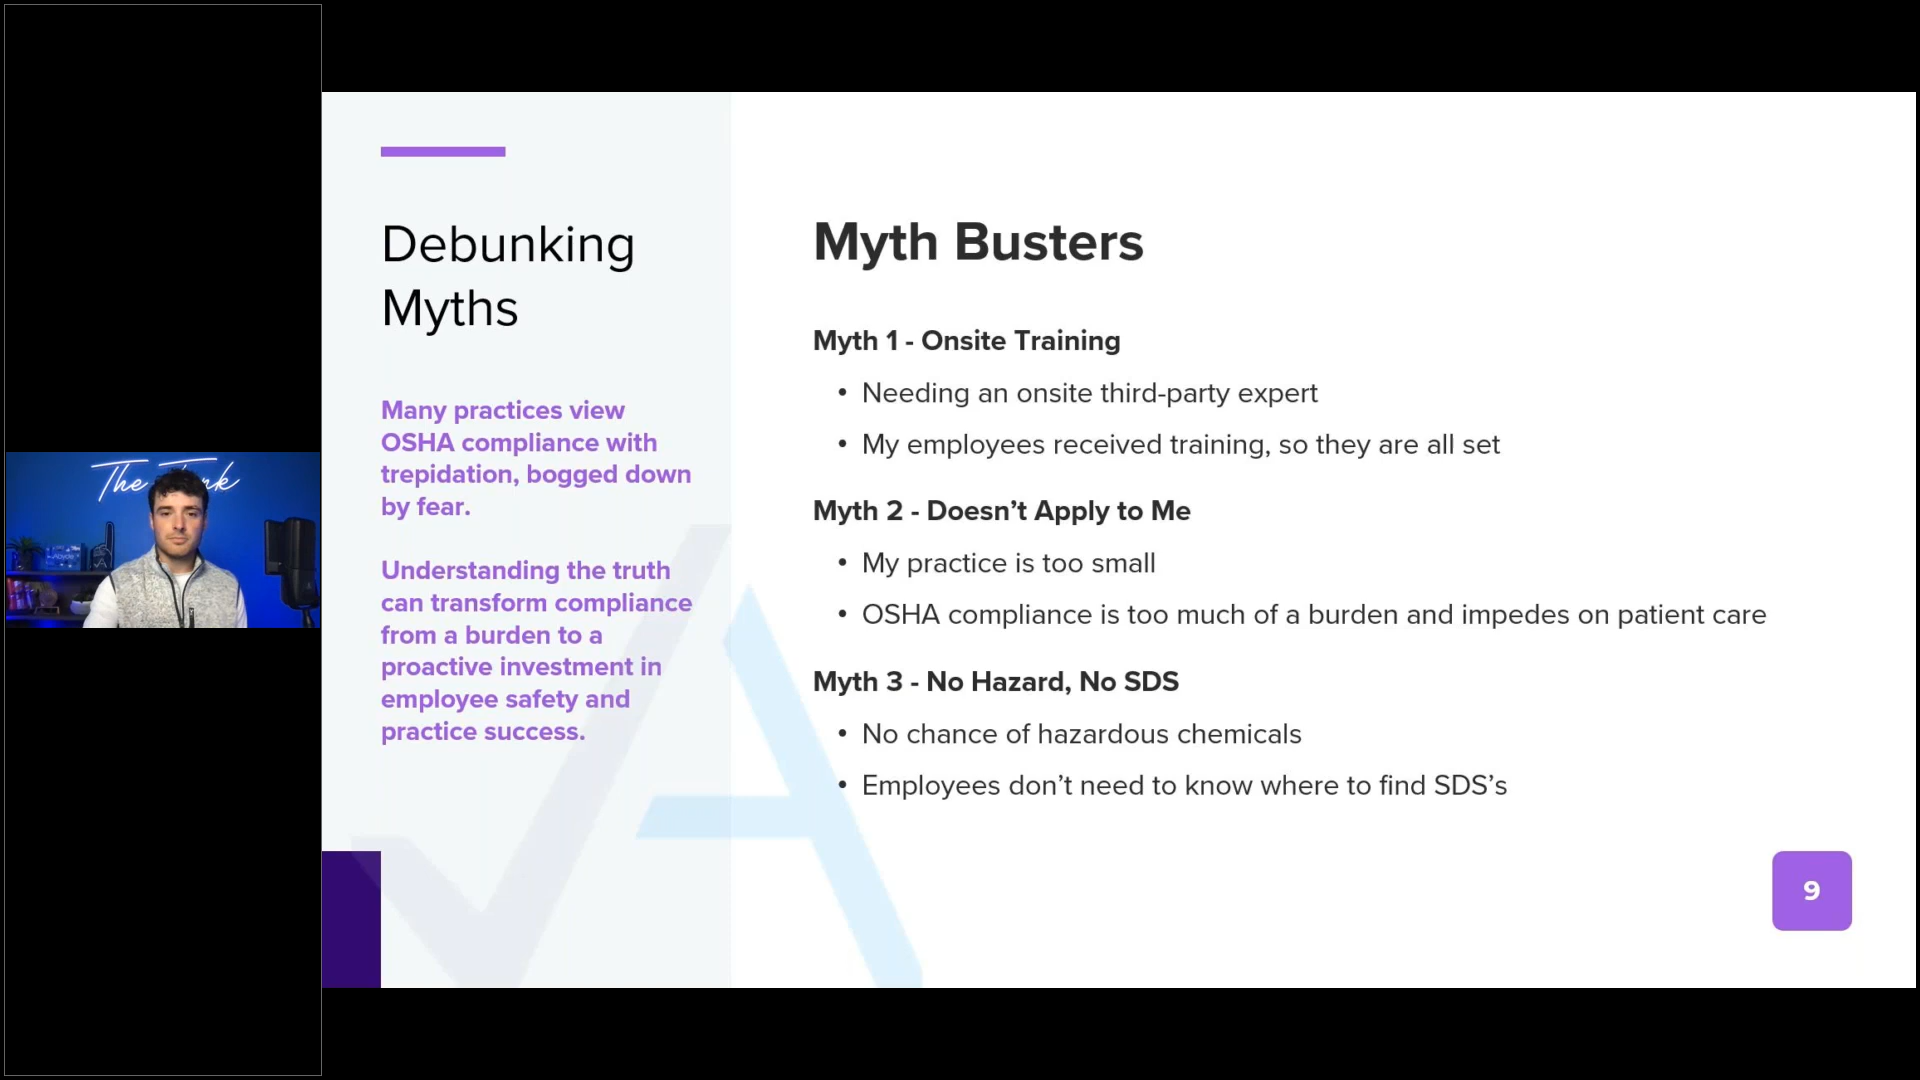 Debunking
Myths
Many practices view
OSHA compliance with
trepidation, bogged down
by fear.
Understanding the truth
can transform compliance
from a burden to a
proactive investment in
employee safety and
practice success.
Myth Busters
Myth 1 - Onsite Training
• Needing an onsite third-party expert
• My employees received training, so they are all set
Myth 2 - Doesn’t Apply to Me
• My practice is too small
• OSHA compliance is too much of a burden and impedes on patient care
Myth 3 - No Hazard, No SDS
• No chance of hazardous chemicals
• Employees don’t need to know where to find SDS’s
9
The